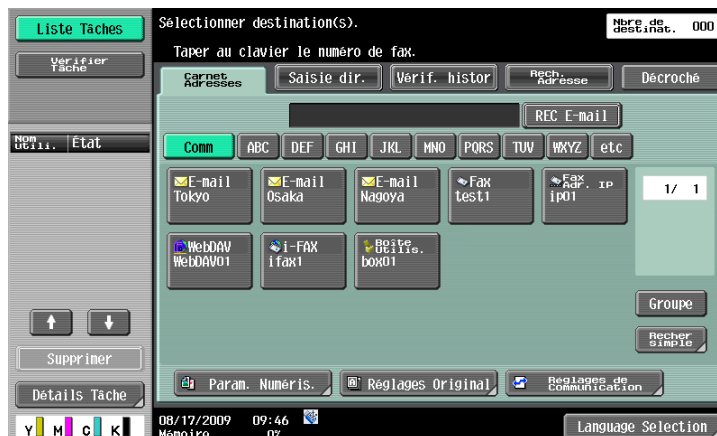 Liste Tâches
Sélectionner destination(s).
Nbre de destinat. 000
Taper au clavier le numéro de fax.
Vérifier Tâche
Carnet Adresses
Saisie dir.
Vérif. histor
Rech. Adresse
Décroché
REC E-mail
Nom Utili.
État
Comm
ABC
DEF
GHI
JKL
MNO
PQRS
TUV
WXYZ
etc
E-mail
Tokyo
E-mail
Osaka
E-mail
Nagoya
Fax
test1
Fax Adr. IP
ip01
1/ 1
WebDAV
WebDAV01
i-FAX
ifax1
Boîte Utilis.
box01
Groupe
Recher simple
Supprimer
Détails Tâche
Param. Numéris.
Réglages Original
Réglages de Communication
Y M C K
08/17/2009 09:46
Mémoire 0%
Language Selection